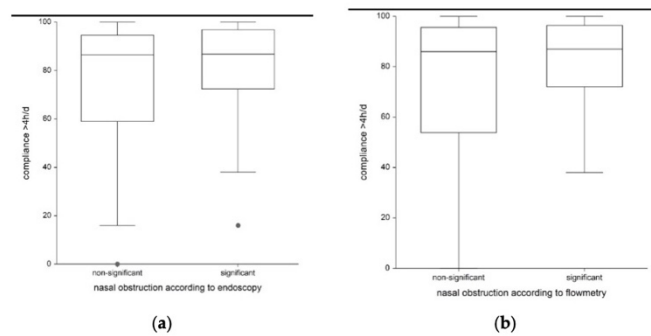 100
80
60
40
20
0
compliance >4h/d
non-significant
significant
nasal obstruction according to endoscopy
(a)
100
80
60
40
20
0
compliance >4h/d
non-significant
significant
nasal obstruction according to flowmetry
(b)